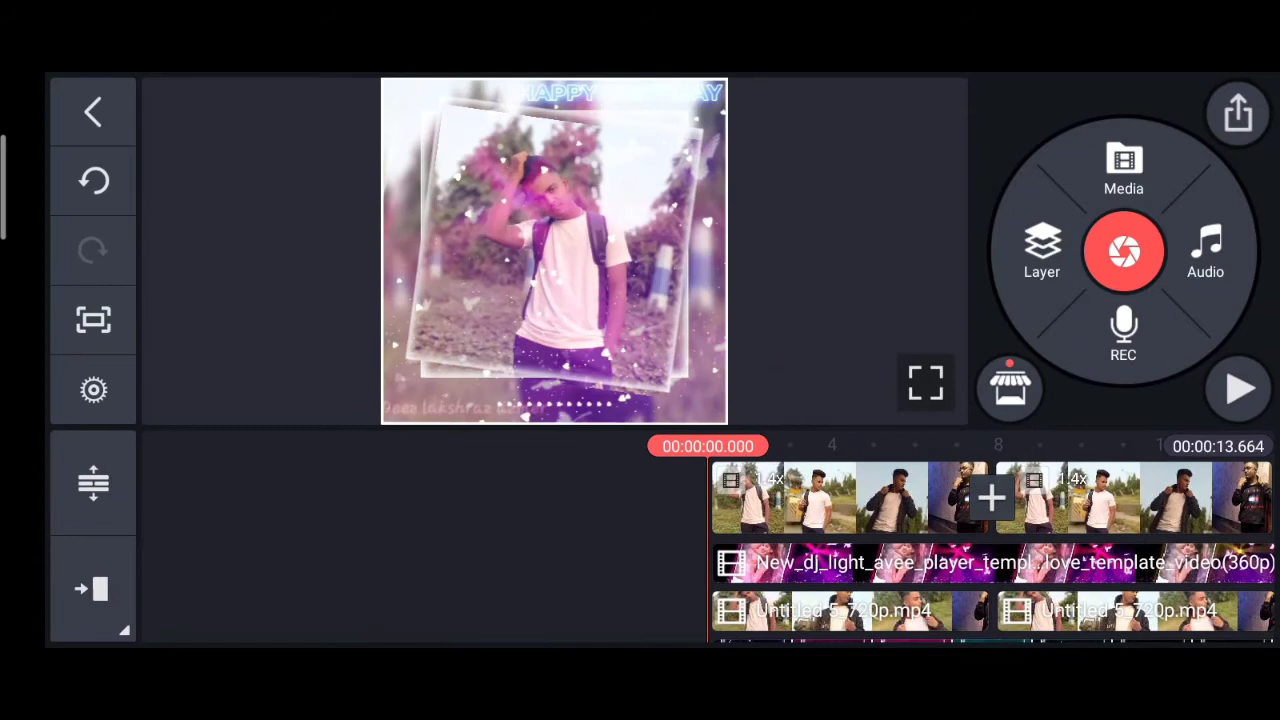 HAPPY
AY
Media
Layer
Audio
REC
00:00:00.000
4
8
1
00:00:13.664
1.4x
1.4x
New_dj_light_avee_player_templ..love_template_video(360p)
Untitled 5_720p.mp4
Untitled 5_720p.mp4